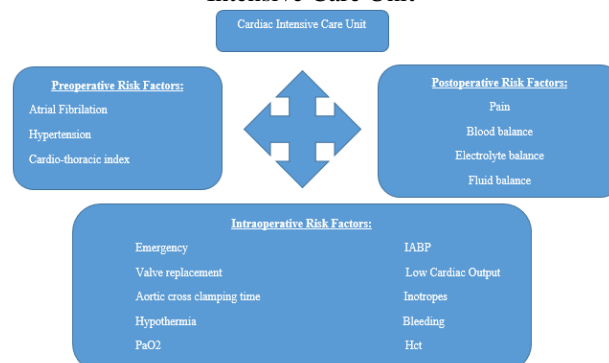 Intensive Care Unit
Cardiac Intensive Care Unit
Preoperative Risk Factors:
Atrial Fibrilation
Hypertension
Cardio-thoracic index
Postoperative Risk Factors:
Pain
Blood balance
Electrolyte balance
Fluid balance
Intraoperative Risk Factors:
Emergency
Valve replacement
Aortic cross clamping time
Hypothermia
PaO2
IABP
Low Cardiac Output
Inotropes
Bleeding
Hct